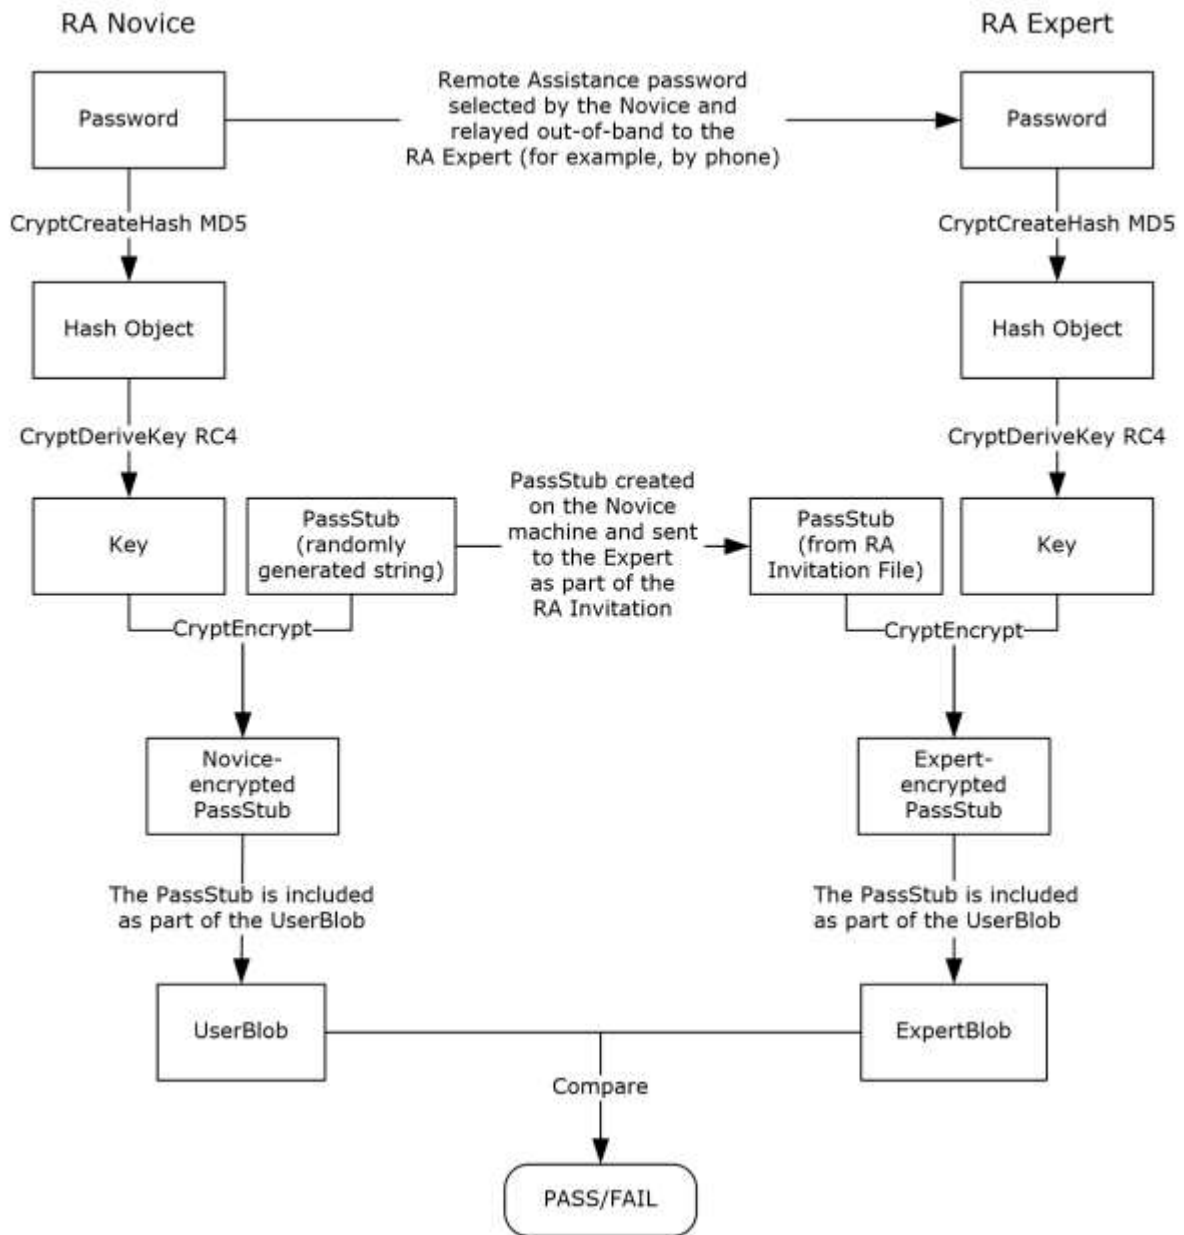 RA Novice
RA Expert
Password
Remote Assistance password
selected by the Novice and
relayed out-of-band to the
RA Expert (for example, by phone)
Password
CryptCreateHash MD5
CryptCreateHash MD5
Hash Object
Hash Object
CryptDeriveKey RC4
CryptDeriveKey RC4
Key
PassStub
(randomly
generated string)
PassStub created
on the Novice
machine and sent
to the Expert
as part of the
RA Invitation
PassStub
(from RA
Invitation File)
Key
CryptEncrypt
CryptEncrypt
Novice-
encrypted
PassStub
Expert-
encrypted
PassStub
The PassStub is included
as part of the UserBlob
The PassStub is included
as part of the UserBlob
UserBlob
ExpertBlob
Compare
PASS/FAIL